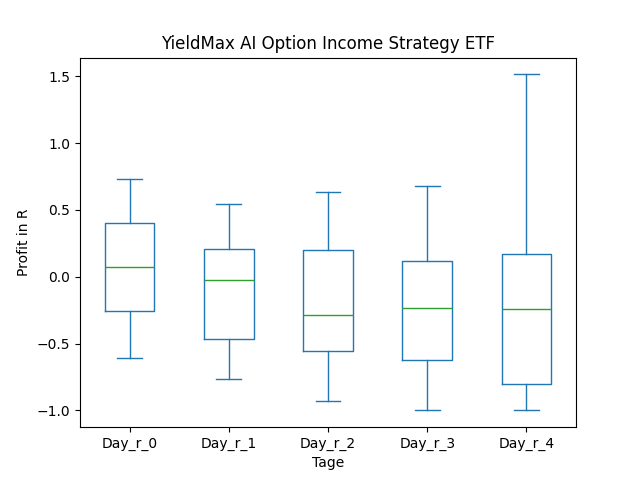 YieldMax AI Option Income Strategy ETF
1.5
1.0
0.5
0.0
−0.5
−1.0
Profit in R
Day_r_0 Day_r_1 Day_r_2 Day_r_3 Day_r_4
Tage